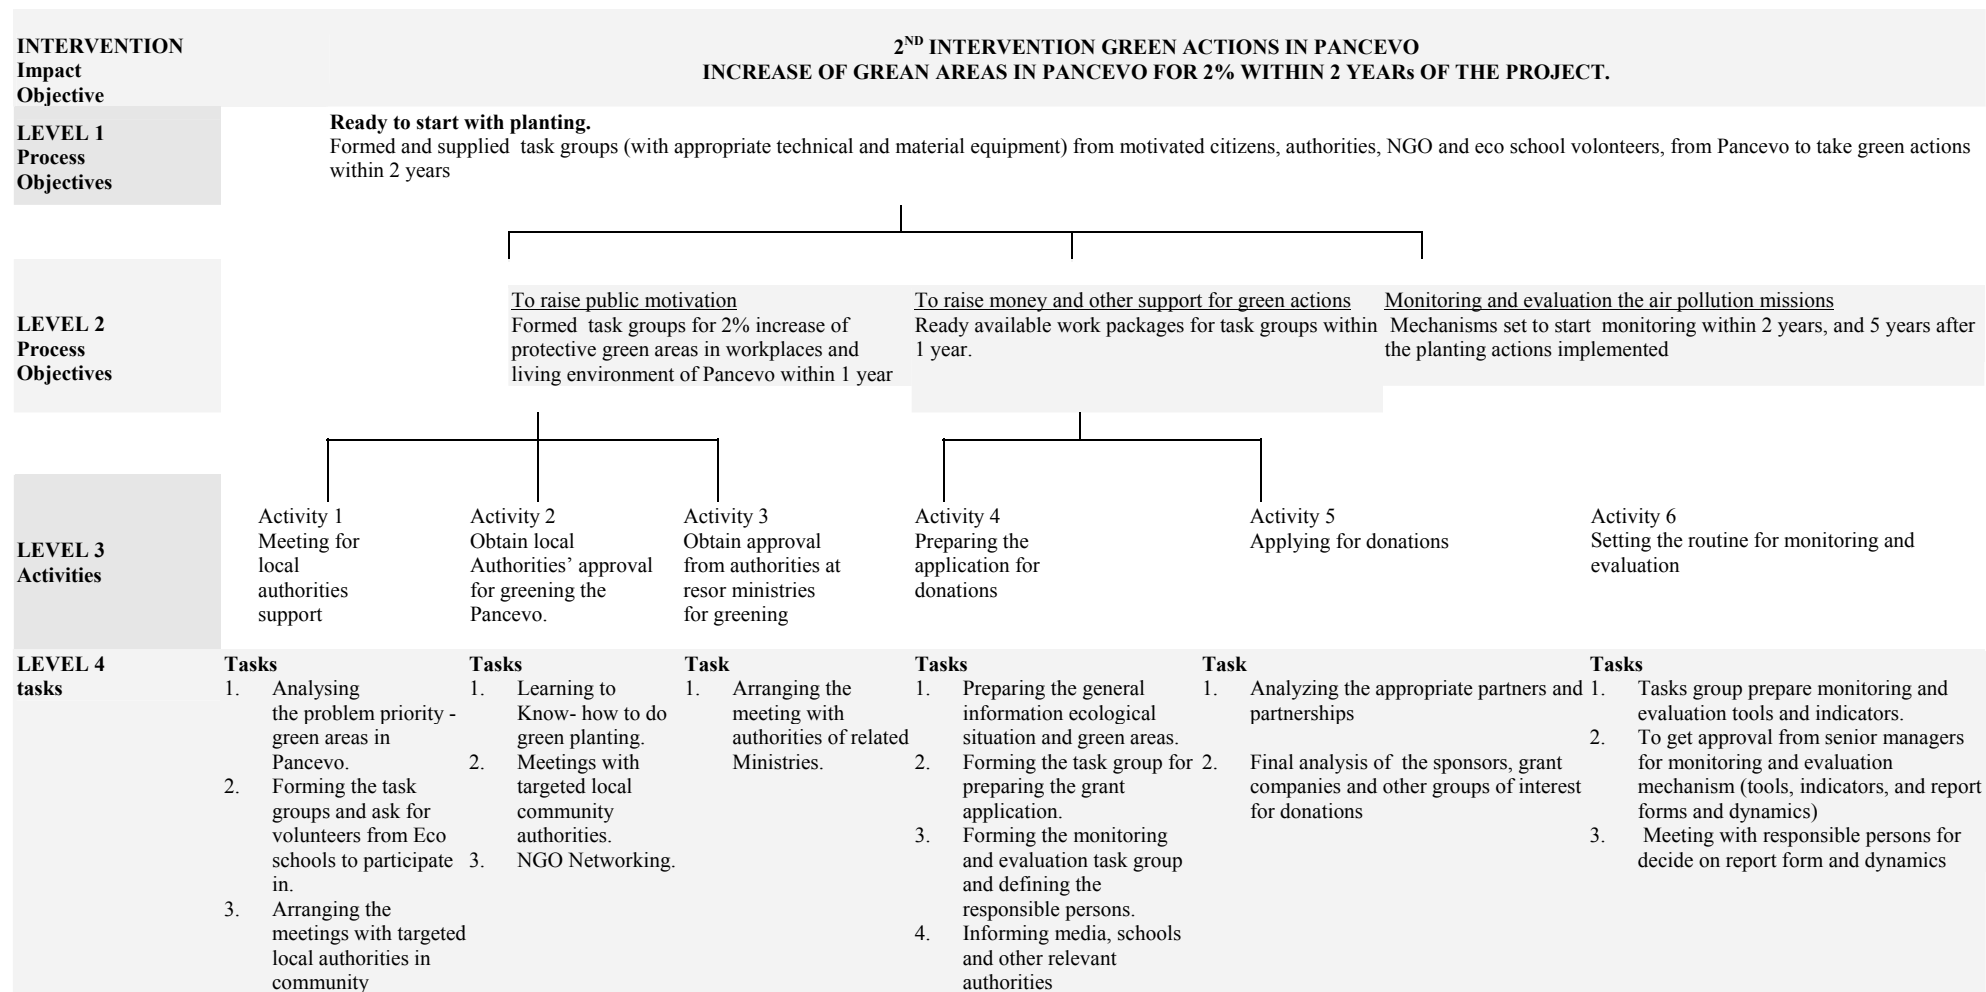 INTERVENTION
Impact
Objective
2ND INTERVENTION GREEN ACTIONS IN PANCEVO
INCREASE OF GREAN AREAS IN PANCEVO FOR 2% WITHIN 2 YEARs OF THE PROJECT.
LEVEL 1
Process
Objectives
Ready to start with planting.
Formed and supplied task groups (with appropriate technical and material equipment) from motivated citizens, authorities, NGO and eco school volunteers, from Pancevo to take green actions
within 2 years
LEVEL 2
Process
Objectives
To raise public motivation
Formed task groups for 2% increase of
protective green areas in workplaces and
living environment of Pancevo within 1 year
To raise money and other support for green actions
Ready available work packages for task groups within
1 year.
Monitoring and evaluation the air pollution missions
Mechanisms set to start monitoring within 2 years, and 5 years after
the planting actions implemented
LEVEL 3
Activities
Activity 1
Meeting for
local
authorities
support
Activity 2
Obtain local
Authorities’ approval
for greening the
Pancevo.
Activity 3
Obtain approval
from authorities at
resor ministries
for greening
Activity 4
Preparing the
application for
donations
Activity 5
Applying for donations
Activity 6
Setting the routine for monitoring and
evaluation
LEVEL 4
tasks
Tasks
1. Analysing
the problem priority -
green areas in
Pancevo.
2. Forming the task
groups and ask for
volunteers from Eco
schools to participate
in.
3. Arranging the
meetings with targeted
local authorities in
community
Tasks
1. Learning to
Know- how to do
green planting.
2. Meetings with
targeted local
community
authorities.
3. NGO Networking.
Task
1. Arranging the
meeting with
authorities of related
Ministries.
Tasks
1. Preparing the general
information ecological
situation and green areas.
2. Forming the task group for
preparing the grant
application.
3. Forming the monitoring
and evaluation task group
and defining the
responsible persons.
4. Informing media, schools
and other relevant
authorities
Task
1. Analyzing the appropriate partners and
partnerships
2. Final analysis of the sponsors, grant
companies and other groups of interest
for donations
Tasks
1. Tasks group prepare monitoring and
evaluation tools and indicators.
2. To get approval from senior managers
for monitoring and evaluation
mechanism (tools, indicators, and report
forms and dynamics)
3. Meeting with responsible persons for
decide on report form and dynamics